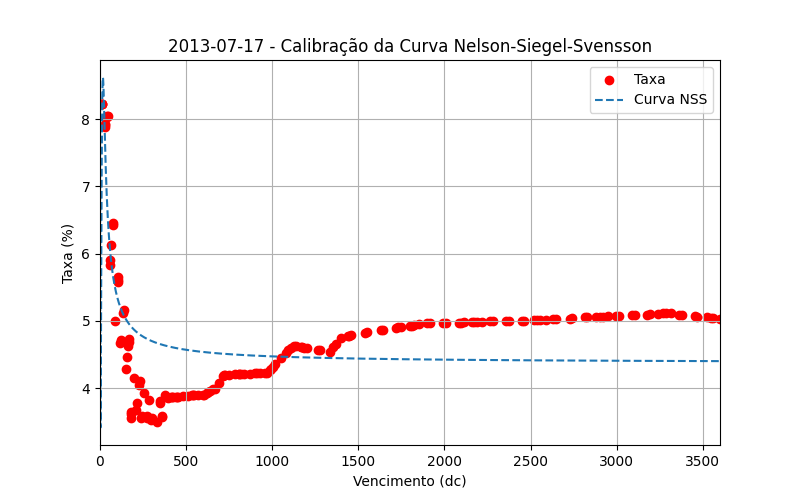 2013-07-17 - Calibração da Curva Nelson-Siegel-Svensson
Taxa
Curva NSS
Taxa (%)
8
7
6
5
4
0 500 1000 1500 2000 2500 3000 3500
Vencimento (dc)